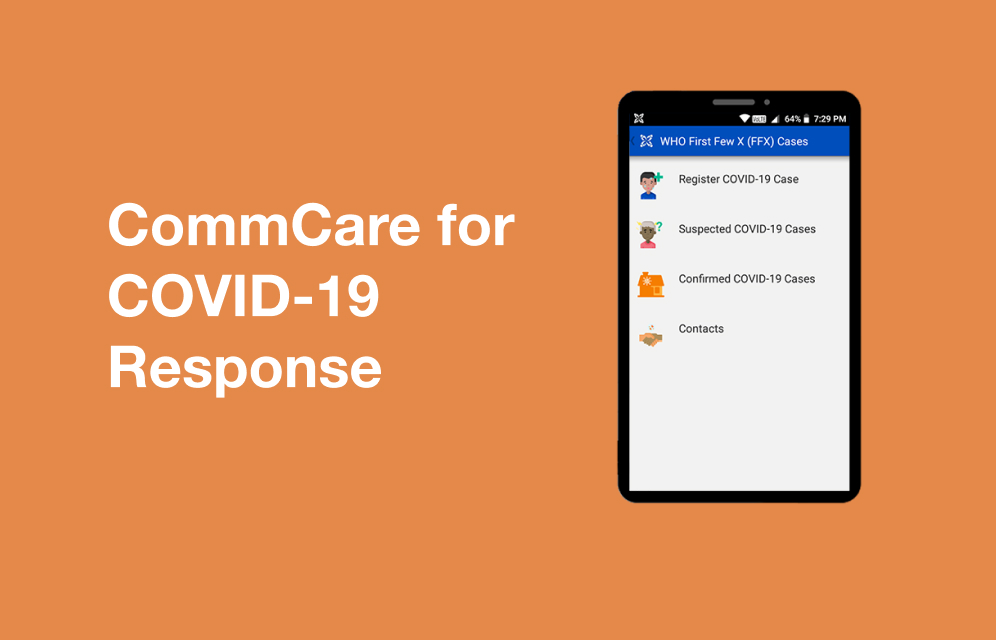 CommCare for
COVID-19
Response
64% 7:29 PM
WHO First Few X (FFX) Cases
Register COVID-19 Case
Suspected COVID-19 Cases
Confirmed COVID-19 Cases
Contacts